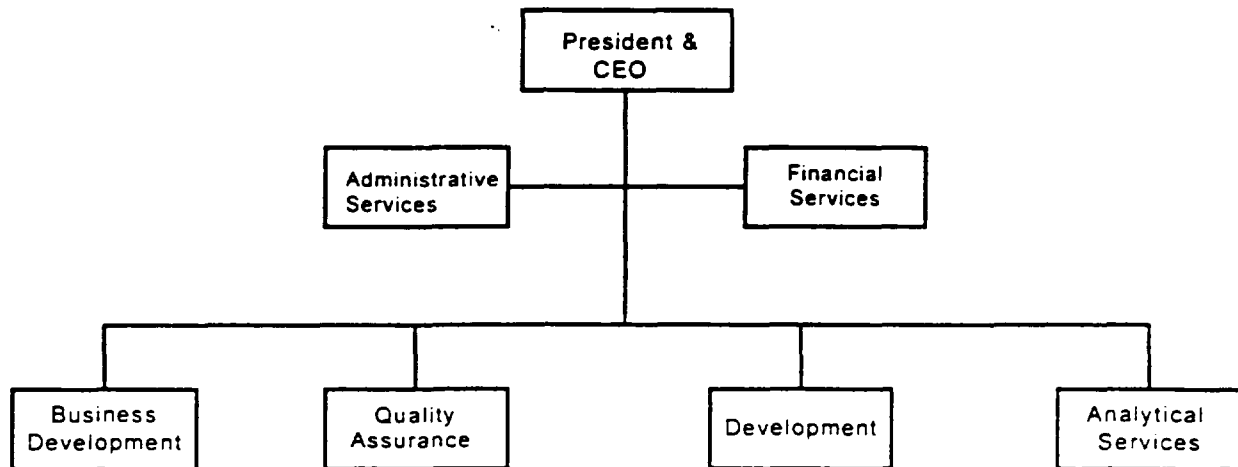 President &
CEO
Administrative
Services
Financial
Services
Business
Development
Quality
Assurance
Development
Analytical
Services